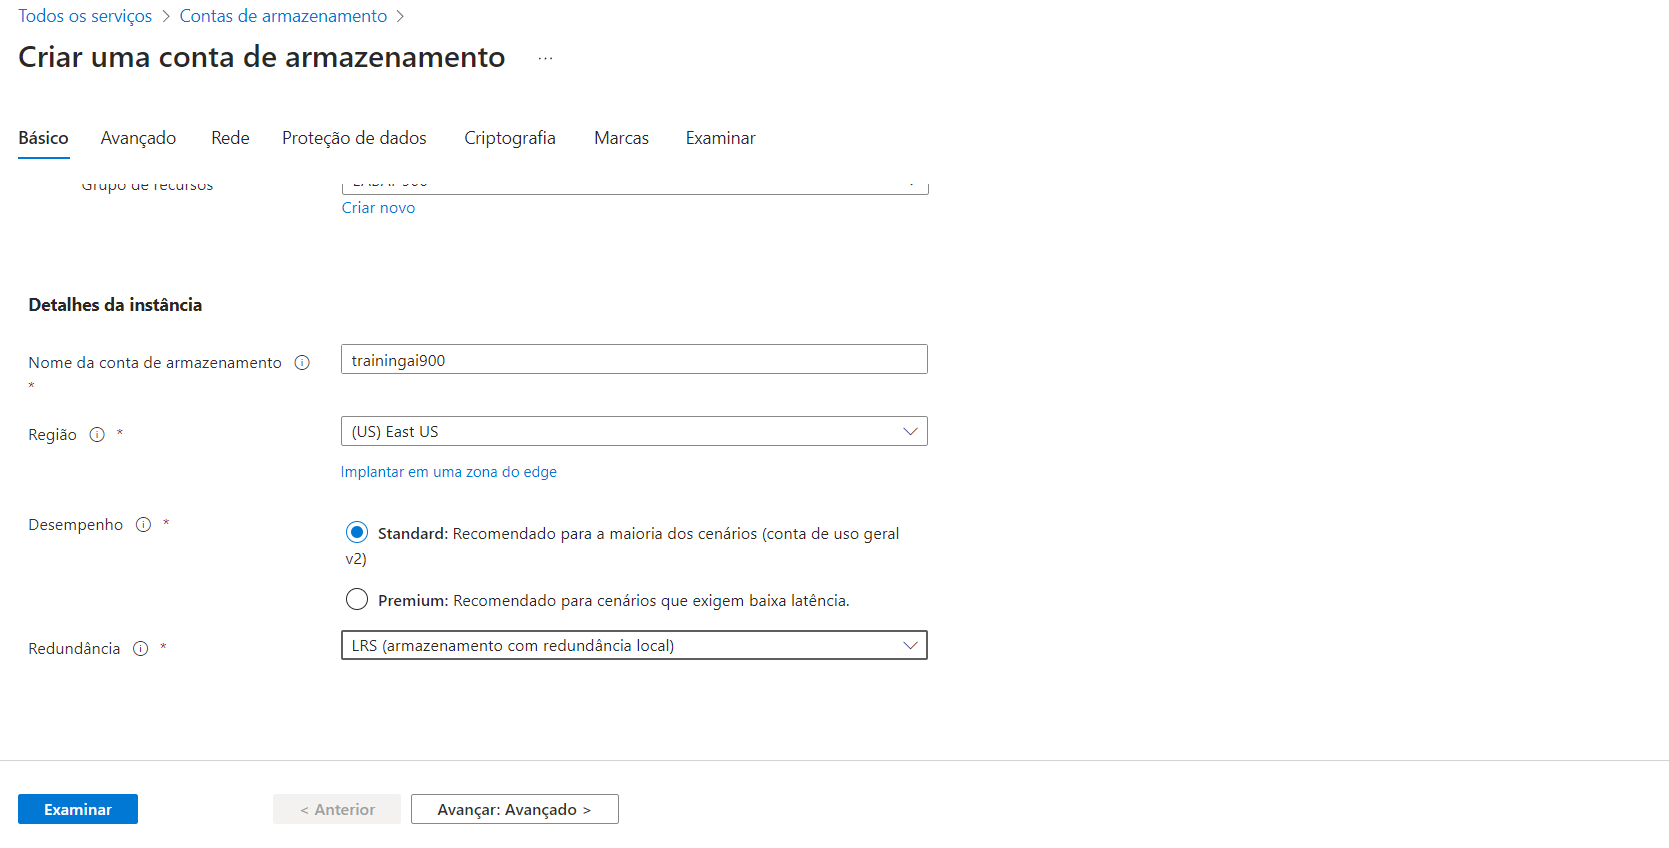 Todos os serviços > Contas de armazenamento >
Criar uma conta de armazenamento ...
Básico Avançado Rede Proteção de dados Criptografia Marcas Examinar
Grupo de recursos
Criar novo
Detalhes da instância
Nome da conta de armazenamento
*
trainingai900
Região *
(US) East US
Implantar em uma zona do edge
Desempenho *
Standard: Recomendado para a maioria dos cenários (conta de uso geral
v2)
Premium: Recomendado para cenários que exigem baixa latência.
Redundância *
LRS (armazenamento com redundância local)
Examinar < Anterior Avançar: Avançado >